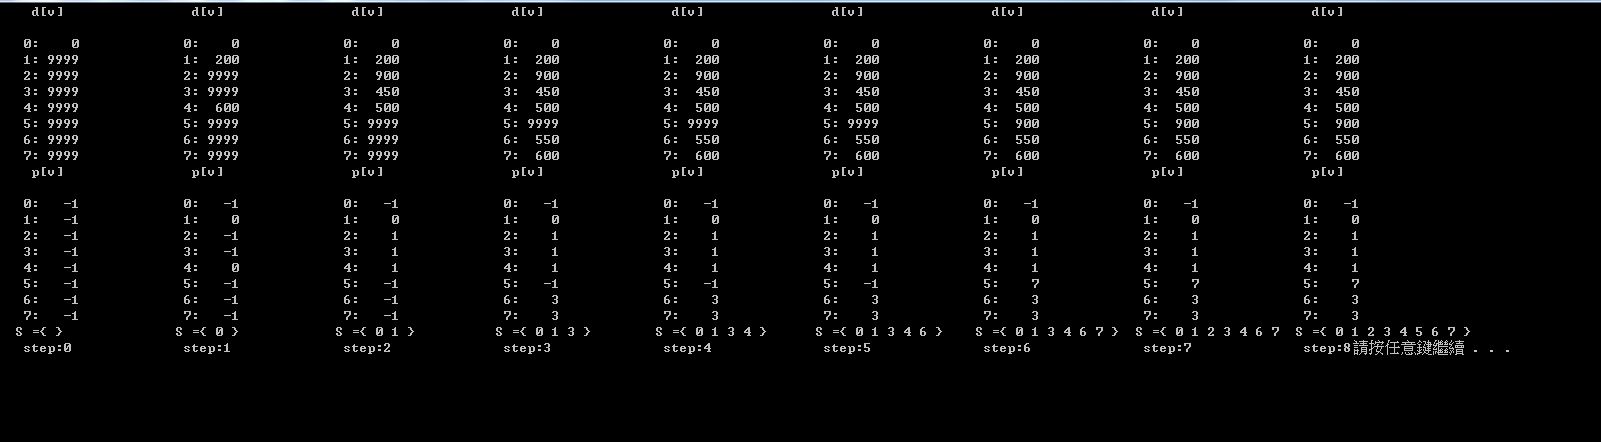 d[v] d[v] d[v] d[v] d[v] d[v] d[v] d[v] d[v]
0: 0 0: 0 0: 0 0: 0 0: 0 0: 0 0: 0 0: 0 0: 0
1: 9999 1: 200 1: 200 1: 200 1: 200 1: 200 1: 200 1: 200 1: 200
2: 9999 2: 9999 2: 900 2: 900 2: 900 2: 900 2: 900 2: 900 2: 900
3: 9999 3: 9999 3: 450 3: 450 3: 450 3: 450 3: 450 3: 450 3: 450
4: 9999 4: 600 4: 500 4: 500 4: 500 4: 500 4: 500 4: 500 4: 500
5: 9999 5: 9999 5: 9999 5: 9999 5: 9999 5: 9999 5: 900 5: 900 5: 900
6: 9999 6: 9999 6: 9999 6: 550 6: 550 6: 550 6: 550 6: 550 6: 550
7: 9999 7: 9999 7: 9999 7: 600 7: 600 7: 600 7: 600 7: 600 7: 600
p[v] p[v] p[v] p[v] p[v] p[v] p[v] p[v] p[v]
0: -1 0: -1 0: -1 0: -1 0: -1 0: -1 0: -1 0: -1 0: -1
1: -1 1: 0 1: 0 1: 0 1: 0 1: 0 1: 0 1: 0 1: 0
2: -1 2: -1 2: 1 2: 1 2: 1 2: 1 2: 1 2: 1 2: 1
3: -1 3: -1 3: 1 3: 1 3: 1 3: 1 3: 1 3: 1 3: 1
4: -1 4: 0 4: 1 4: 1 4: 1 4: 1 4: 1 4: 1 4: 1
5: -1 5: -1 5: -1 5: -1 5: -1 5: -1 5: 7 5: 7 5: 7
6: -1 6: -1 6: -1 6: 3 6: 3 6: 3 6: 3 6: 3 6: 3
7: -1 7: -1 7: -1 7: 3 7: 3 7: 3 7: 3 7: 3 7: 3
S ={ } S ={ 0 } S ={ 0 1 } S ={ 0 1 3 } S ={ 0 1 3 4 } S ={ 0 1 3 4 6 } S ={ 0 1 3 4 6 7 } S ={ 0 1 2 3 4 6 7 S ={ 0 1 2 3 4 5 6 7 }
step:0 step:1 step:2 step:3 step:4 step:5 step:6 step:7 step:8請按任意鍵繼續 . . .